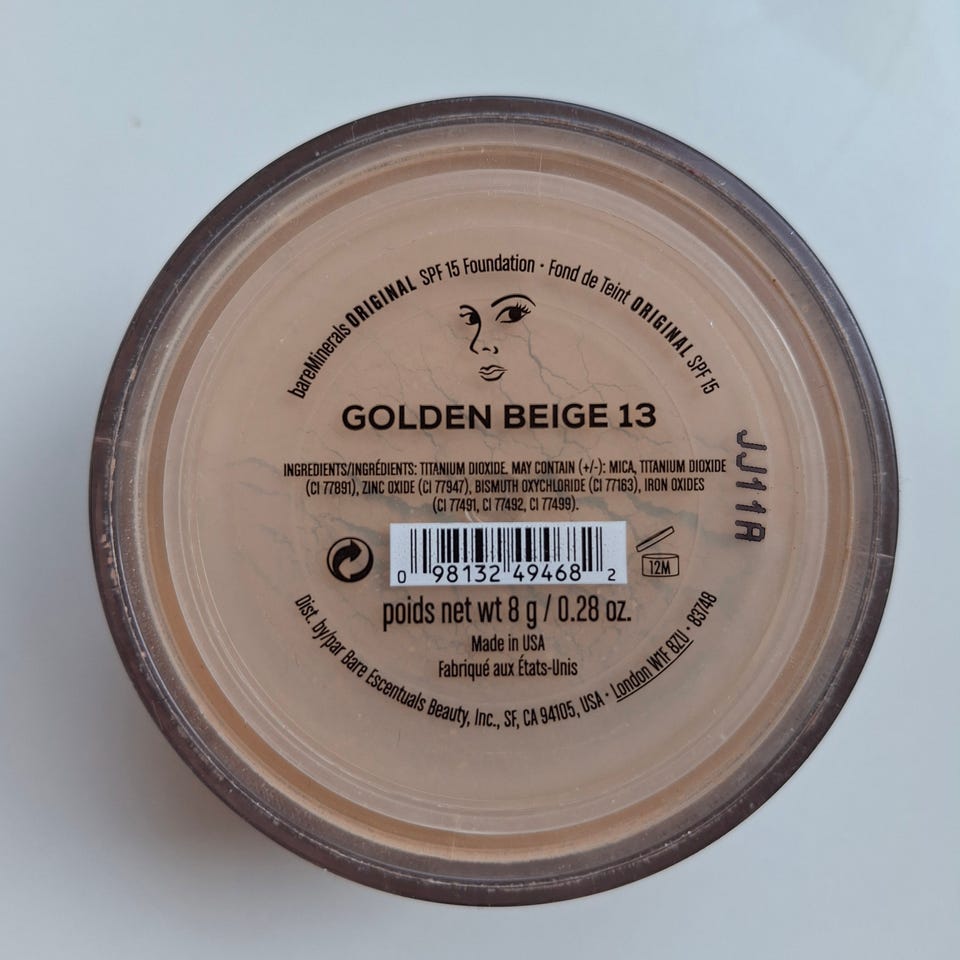 bareMinerals ORIGINAL SPF 15 Foundation · Fond de Teint ORIGINAL SPF 15
GOLDEN BEIGE 13
INGREDIENTS/INGRÉDIENTS: TITANIUM DIOXIDE. MAY CONTAIN (+/-): MICA, TITANIUM DIOXIDE
(CI 77891), ZINC OXIDE (CI 77947), BISMUTH OXYCHLORIDE (CI 77163), IRON OXIDES
(CI 77491, CI 77492, CI 77499).
JJ111A
0 98132 49468 2
12M
poids net wt 8 g / 0.28 oz.
Made in USA
Fabriqué aux États-Unis
Dist. by/par Bare Escentuals Beauty, Inc., SF, CA 94105, USA · London W1F 8ZU · 83748